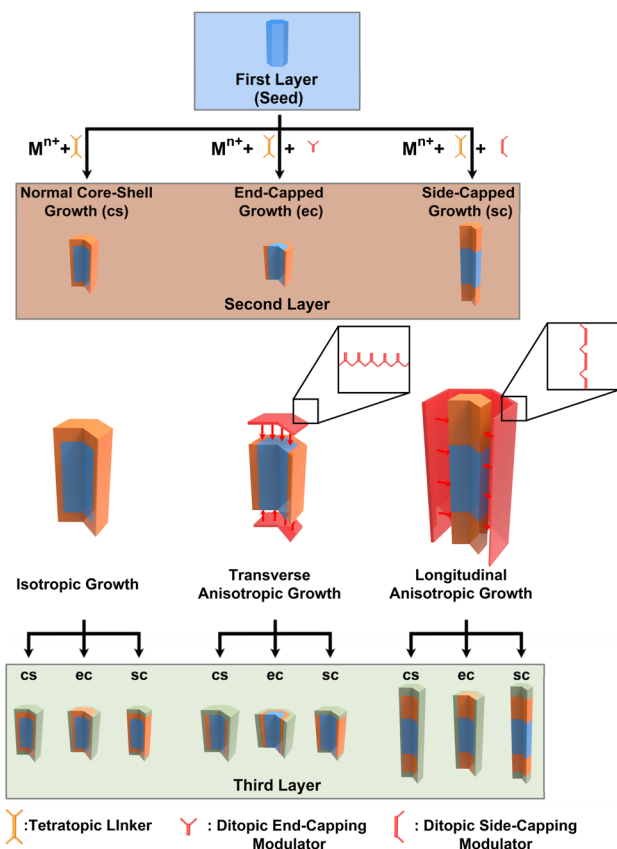 First Layer
(Seed)
Mⁿ⁺+
Mⁿ⁺+ +
Mⁿ⁺+ +
Normal Core-Shell
Growth (cs)
End-Capped
Growth (ec)
Side-Capped
Growth (sc)
Second Layer
Isotropic Growth
Transverse
Anisotropic Growth
Longitudinal
Anisotropic Growth
cs ec sc
cs ec sc
cs ec sc
Third Layer
:Tetratopic LInker
: Ditopic End-Capping
Modulator
: Ditopic Side-Capping
Modulator